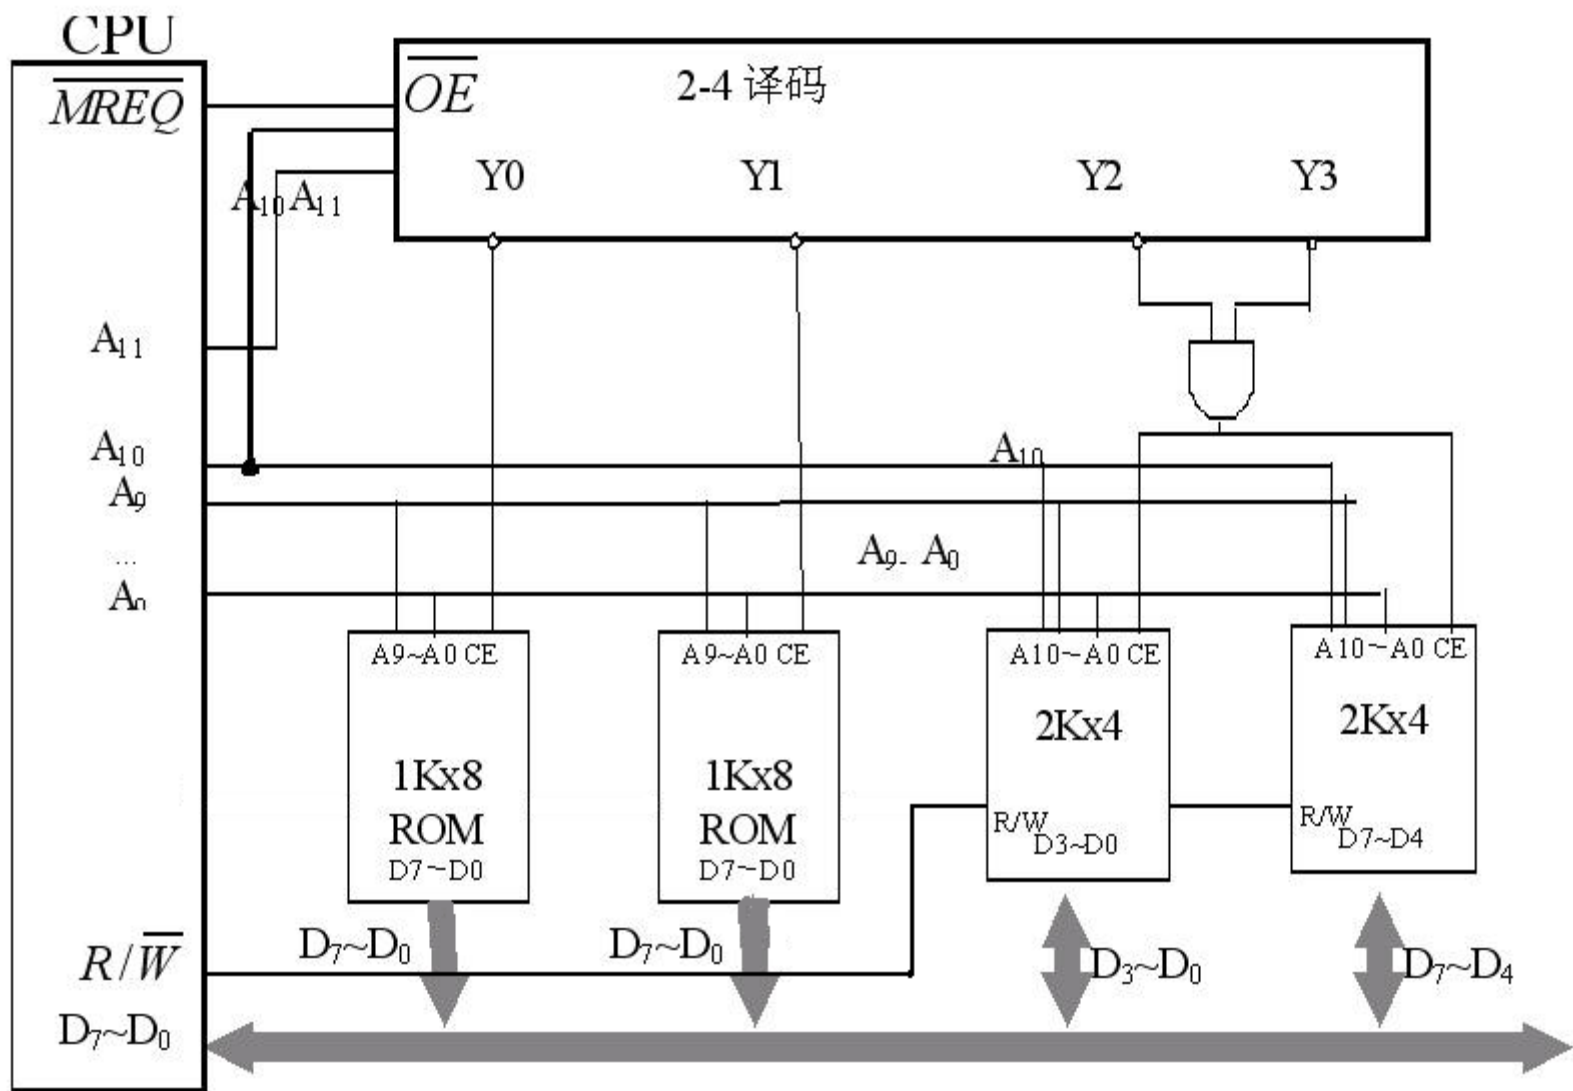 CPU
MREQ
OE
2-4 译码
Y0 Y1 Y2 Y3
A10 A11
A11
A10
A10
A9
A9- A0
...
A0
A9~A0 CE
A9~A0 CE
A10~A0 CE
A10~A0 CE
2Kx4
2Kx4
1Kx8
ROM
D7~D0
1Kx8
ROM
D7~D0
R/W
D3~D0
R/W
D7~D4
D7~D0
D7~D0
D3~D0
D7~D4
R/W
D7~D0